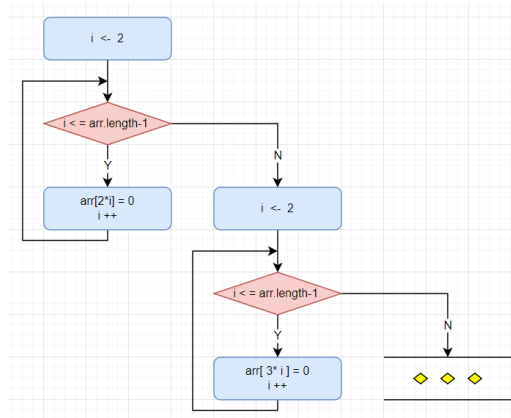 i <- 2
i < = arr.length-1
Y
N
arr[2*i] = 0
i ++
i <- 2
i < = arr.length-1
Y
N
arr[ 3* i ] = 0
i ++